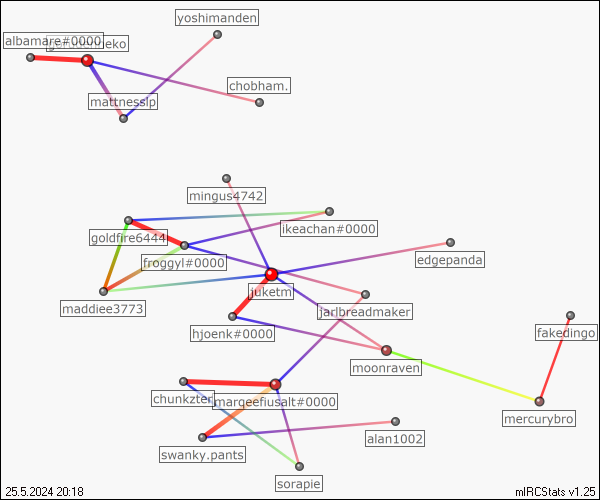 yoshimanden
albamare#0000
chobham.
mattnesslp
mingus4742
ikeachan#0000
goldfire6444
edgepanda
froggyl#0000
juketm
maddiee3773
jarlbreadmaker
hjoenk#0000
fakedingo
moonraven
chunkzter
margeefiusalt#0000
mercurybro
alan1002
swanky.pants
sorapie
25.5.2024 20:18
mIRCStats v1.25